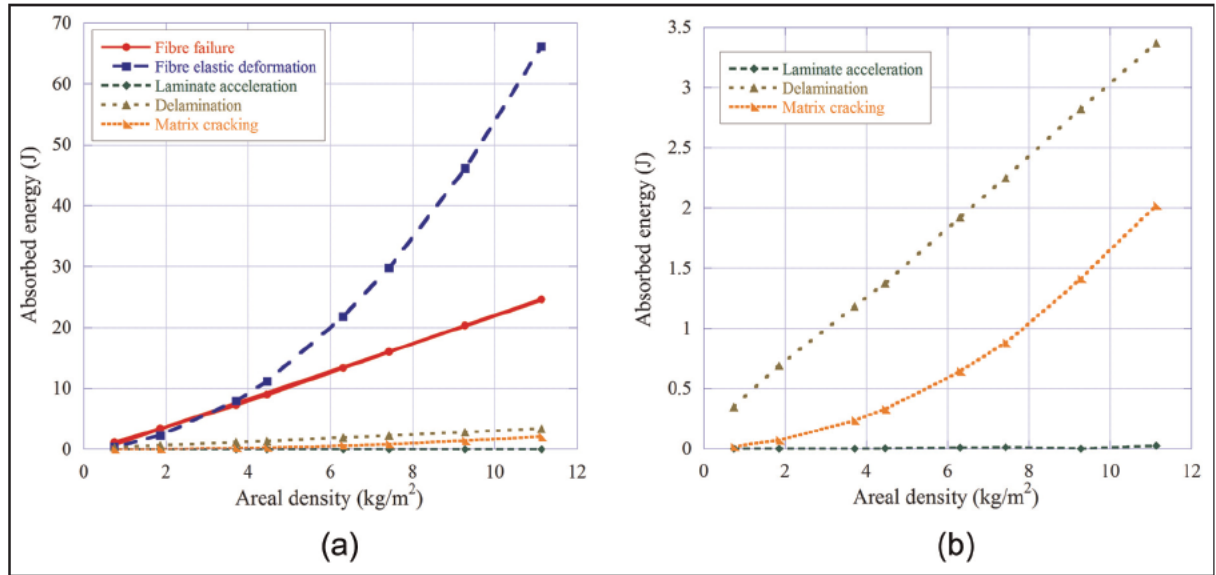 70
60
50
40
30
20
10
0
Absorbed energy (J)
Fibre failure
Fibre elastic deformation
Laminate acceleration
Delamination
Matrix cracking
0 2 4 6 8 10 12
Areal density (kg/m²)
(a)
3.5
3
2.5
2
1.5
1
0.5
0
Absorbed energy (J)
Laminate acceleration
Delamination
Matrix cracking
0 2 4 6 8 10 12
Areal density (kg/m²)
(b)